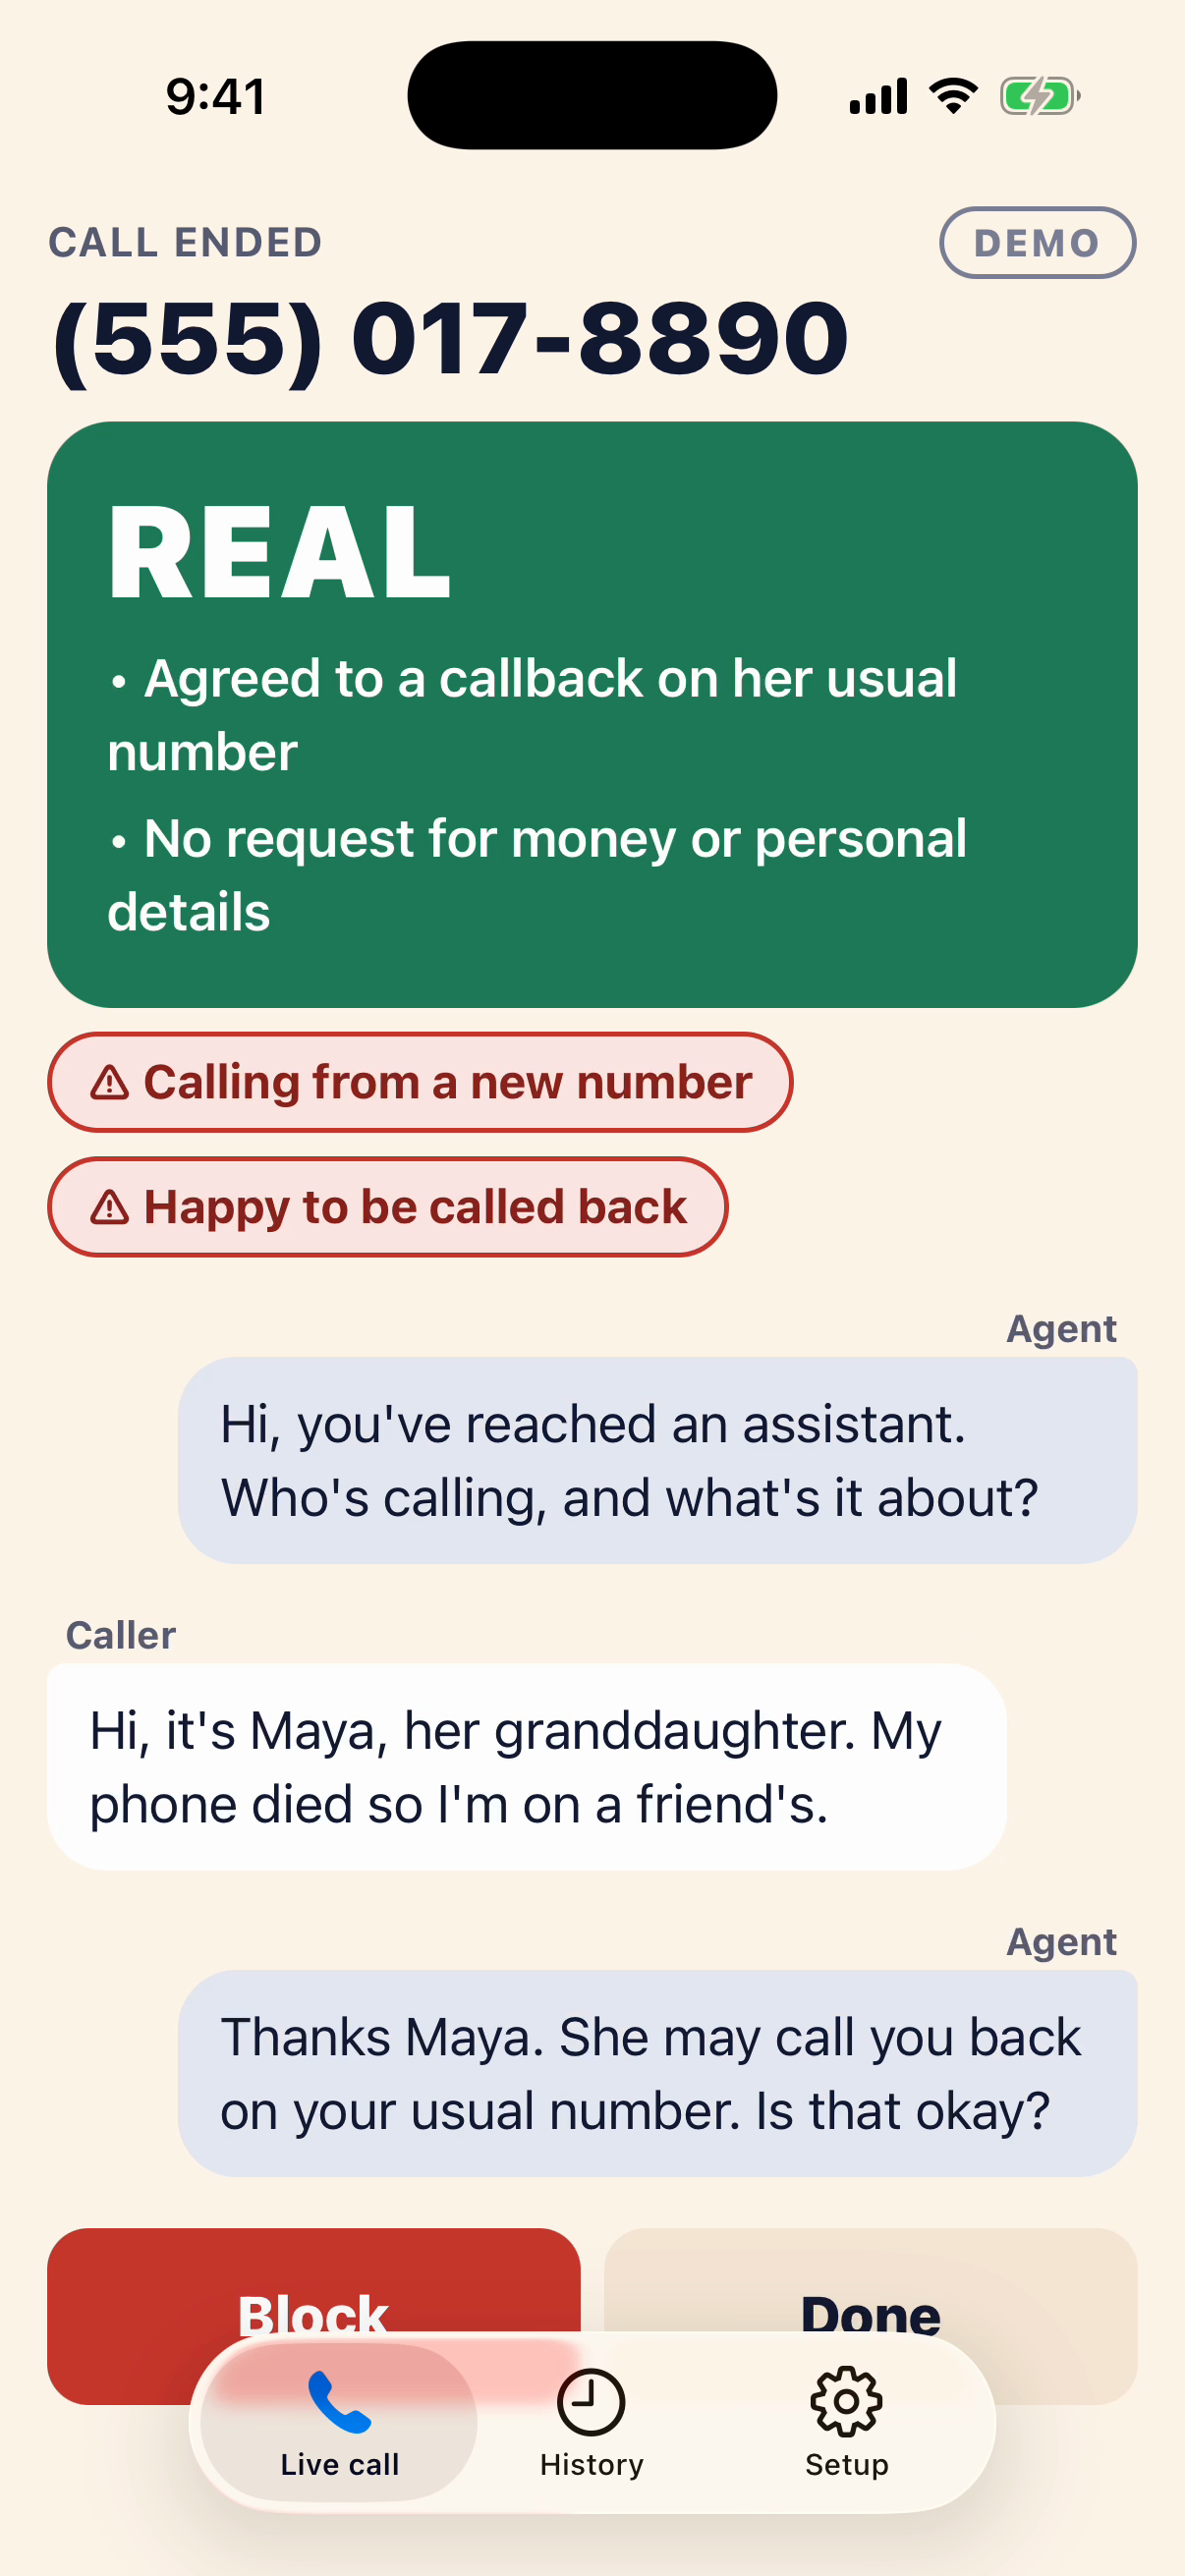 9:41
CALL ENDED
DEMO
(555) 017-8890
REAL
• Agreed to a callback on her usual
number
• No request for money or personal
details
Calling from a new number
Happy to be called back
Agent
Hi, you've reached an assistant.
Who's calling, and what's it about?
Caller
Hi, it's Maya, her granddaughter. My
phone died so I'm on a friend's.
Agent
Thanks Maya. She may call you back
on your usual number. Is that okay?
Block
Done
Live call
History
Setup